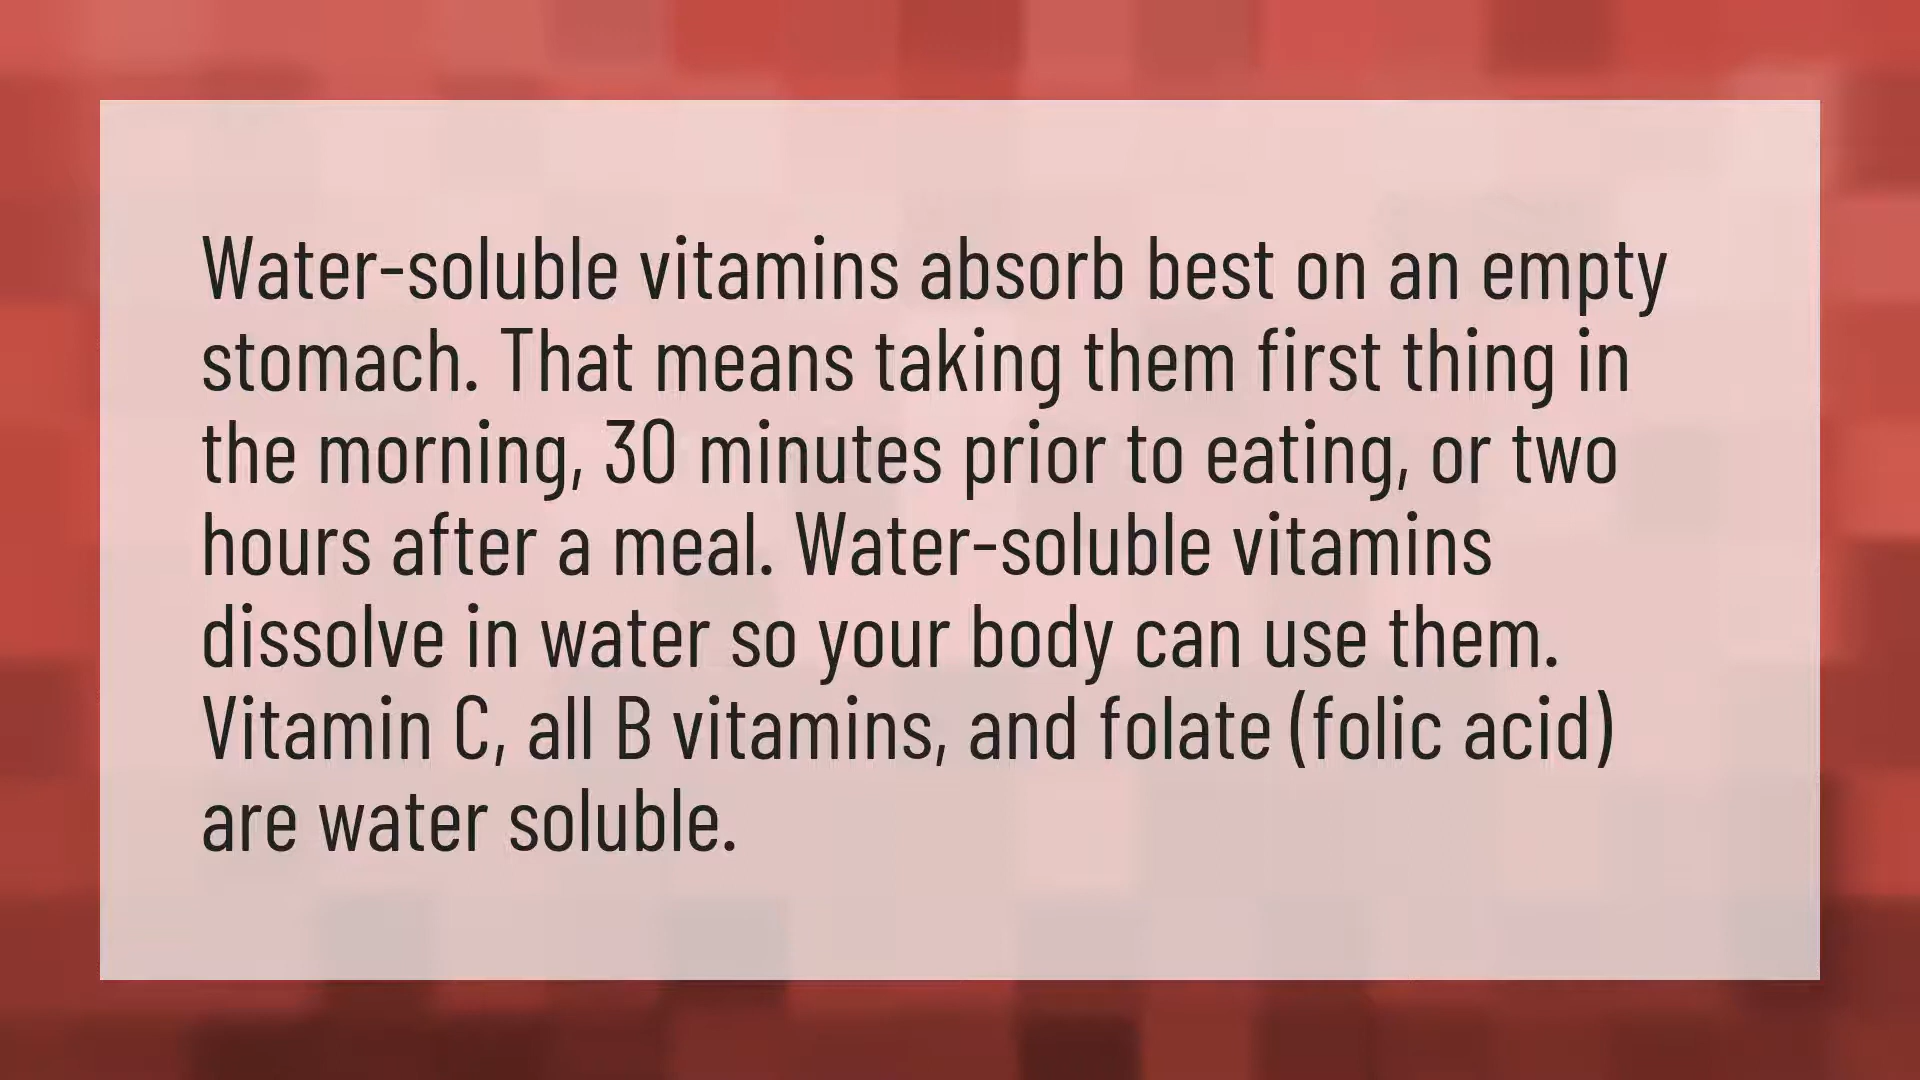 Water-soluble vitamins absorb best on an empty
stomach. That means taking them first thing in
the morning, 30 minutes prior to eating, or two
hours after a meal. Water-soluble vitamins
dissolve in water so your body can use them.
Vitamin C, all B vitamins, and folate (folic acid)
are water soluble.